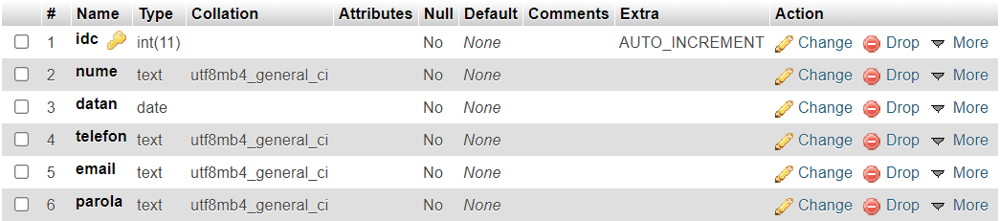 # Name Type Collation Attributes Null Default Comments Extra Action
1 idc int(11) No None AUTO_INCREMENT Change Drop More
2 nume text utf8mb4_general_ci No None Change Drop More
3 datan date No None Change Drop More
4 telefon text utf8mb4_general_ci No None Change Drop More
5 email text utf8mb4_general_ci No None Change Drop More
6 parola text utf8mb4_general_ci No None Change Drop More